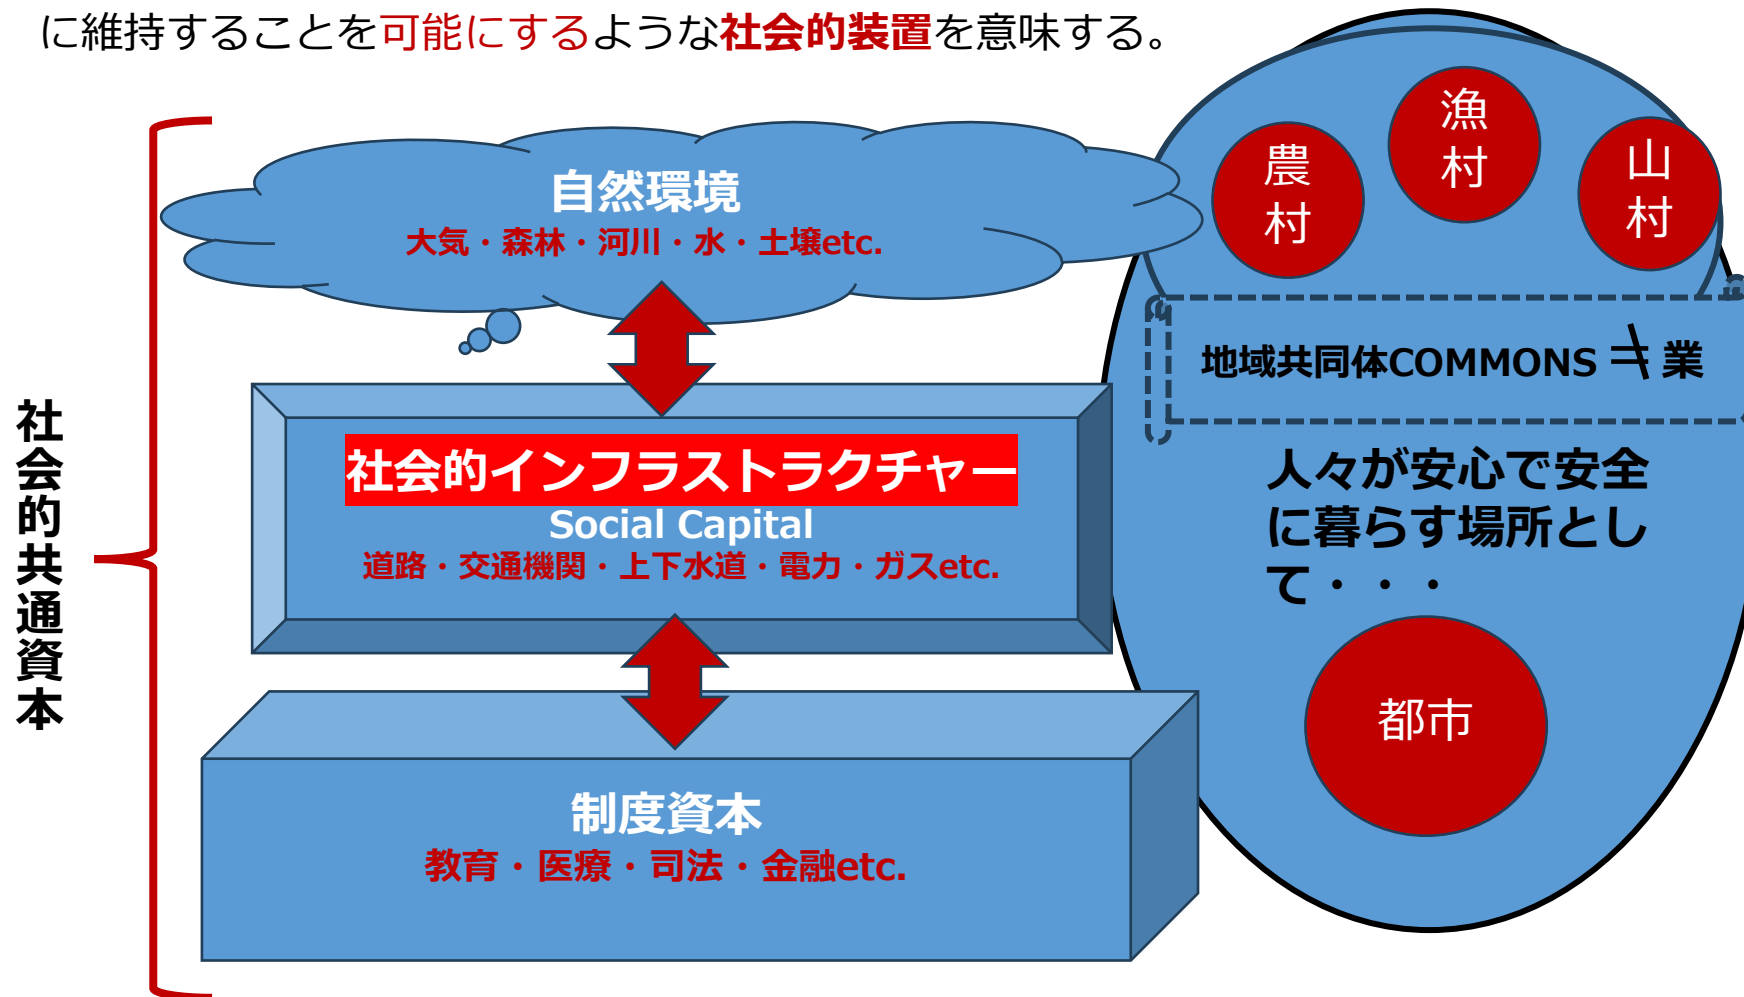 に維持することを可能にするような社会的装置を意味する。
社会的共通資本
自然環境
大気・森林・河川・水・土壌etc.
社会的インフラストラクチャー
Social Capital
道路・交通機関・上下水道・電力・ガスetc.
制度資本
教育・医療・司法・金融etc.
農村
漁村
山村
地域共同体COMMONS ≠ 業
人々が安心で安全
に暮らす場所とし
て・・・
都市